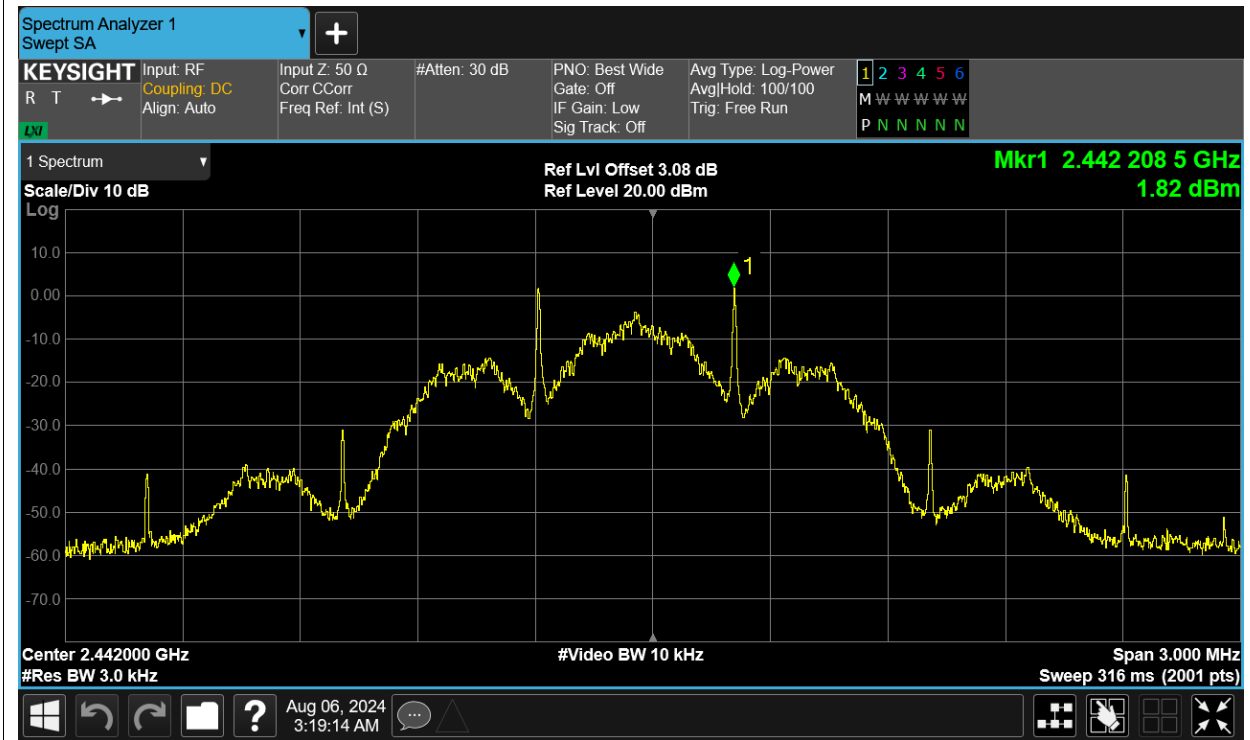 Spectrum Analyzer 1
Swept SA
KEYSIGHT
R T
LXI
Input: RF
Coupling: DC
Align: Auto
Input Z: 50 Ω
Corr CCorr
Freq Ref: Int (S)
#Atten: 30 dB
PNO: Best Wide
Gate: Off
IF Gain: Low
Sig Track: Off
Avg Type: Log-Power
Avg|Hold: 100/100
Trig: Free Run
1 2 3 4 5 6
M W W W W W
P N N N N N
1 Spectrum
Scale/Div 10 dB
Ref Lvl Offset 3.08 dB
Ref Level 20.00 dBm
Mkr1 2.442 208 5 GHz
1.82 dBm
Log
10.0
0.00
-10.0
-20.0
-30.0
-40.0
-50.0
-60.0
-70.0
1
Center 2.442000 GHz
#Res BW 3.0 kHz
#Video BW 10 kHz
Span 3.000 MHz
Sweep 316 ms (2001 pts)
?
Aug 06, 2024
3:19:14 AM